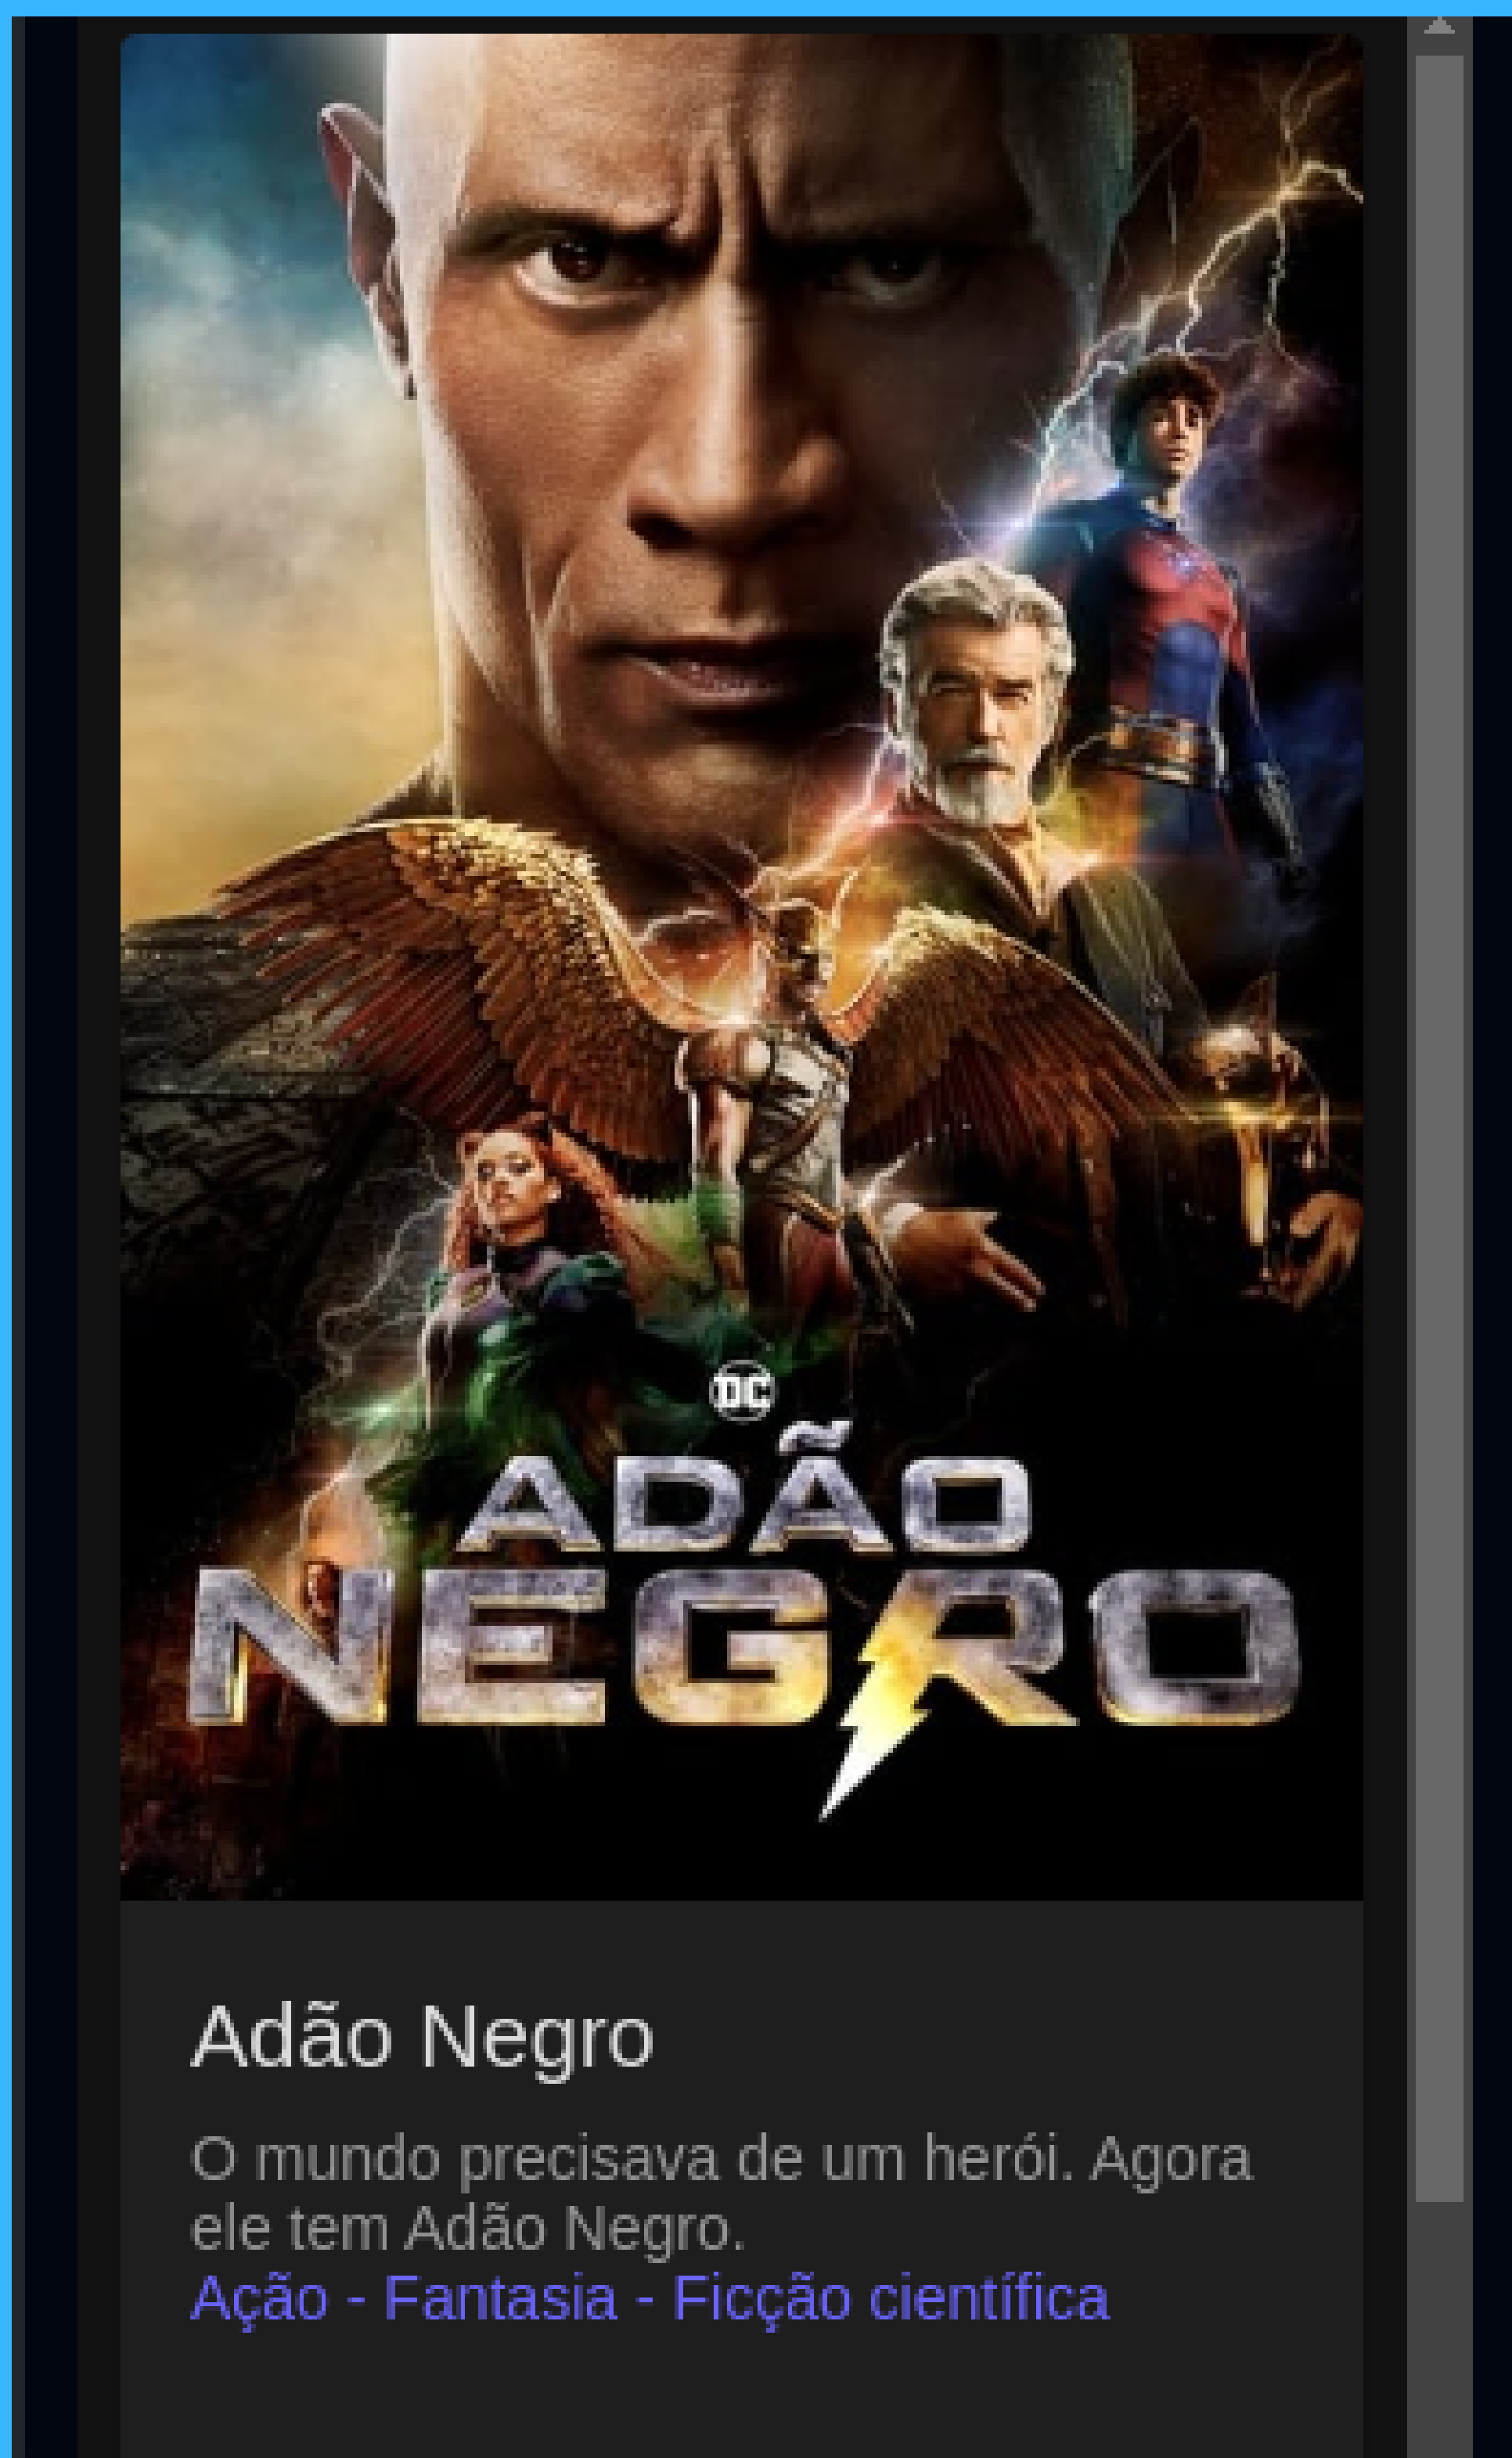 DC
ADÃO
NEGRO
Adão Negro
O mundo precisava de um herói. Agora
ele tem Adão Negro.
Ação - Fantasia - Ficção científica